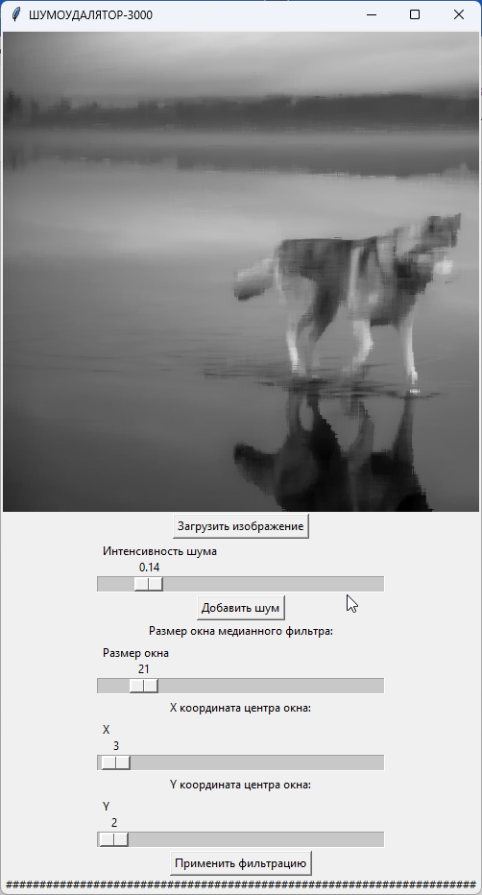 ШУМОУДАЛЯТОР-3000
Загрузить изображение
Интенсивность шума
0.14
Добавить шум
Размер окна медианного фильтра:
Размер окна
21
X координата центра окна:
X
3
Y координата центра окна:
Y
2
Применить фильтрацию
######################################################################